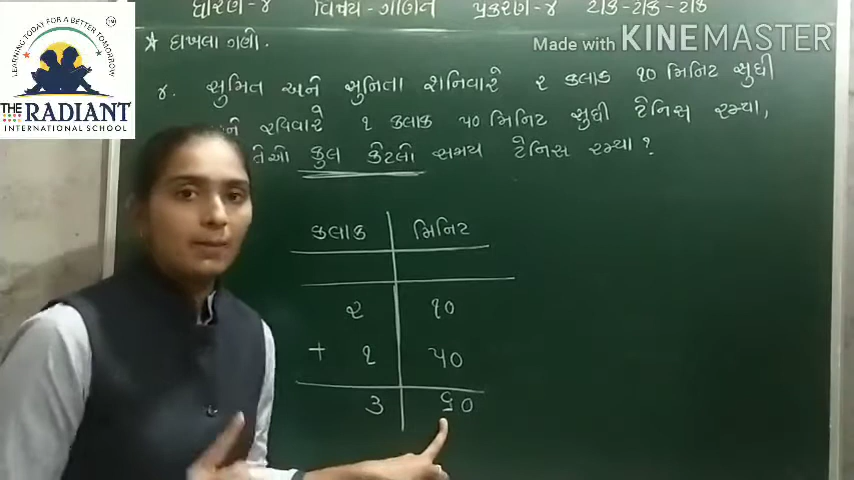 ધોરણ-૪ વિષય-ગણિત પ્રકરણ-૪ ટીક-ટીક-ટીક
Made with KINEMASTER
★ દાખલા ગણો.
૪. સુમિત અને સુનિતા શનિવારે ૨ કલાક ૧૦ મિનિટ સુધી
અને રવિવારે ૧ કલાક ૫૦ મિનિટ સુધી ટેનિસ રમ્યા,
તેઓ કુલ કેટલો સમય ટેનિસ રમ્યા?
LEARNING TODAY FOR A BETTER TOMORROW
THE RADIANT
INTERNATIONAL SCHOOL
કલાક મિનિટ
૨ ૧૦
+ ૧ ૫૦
૩ ૬૦